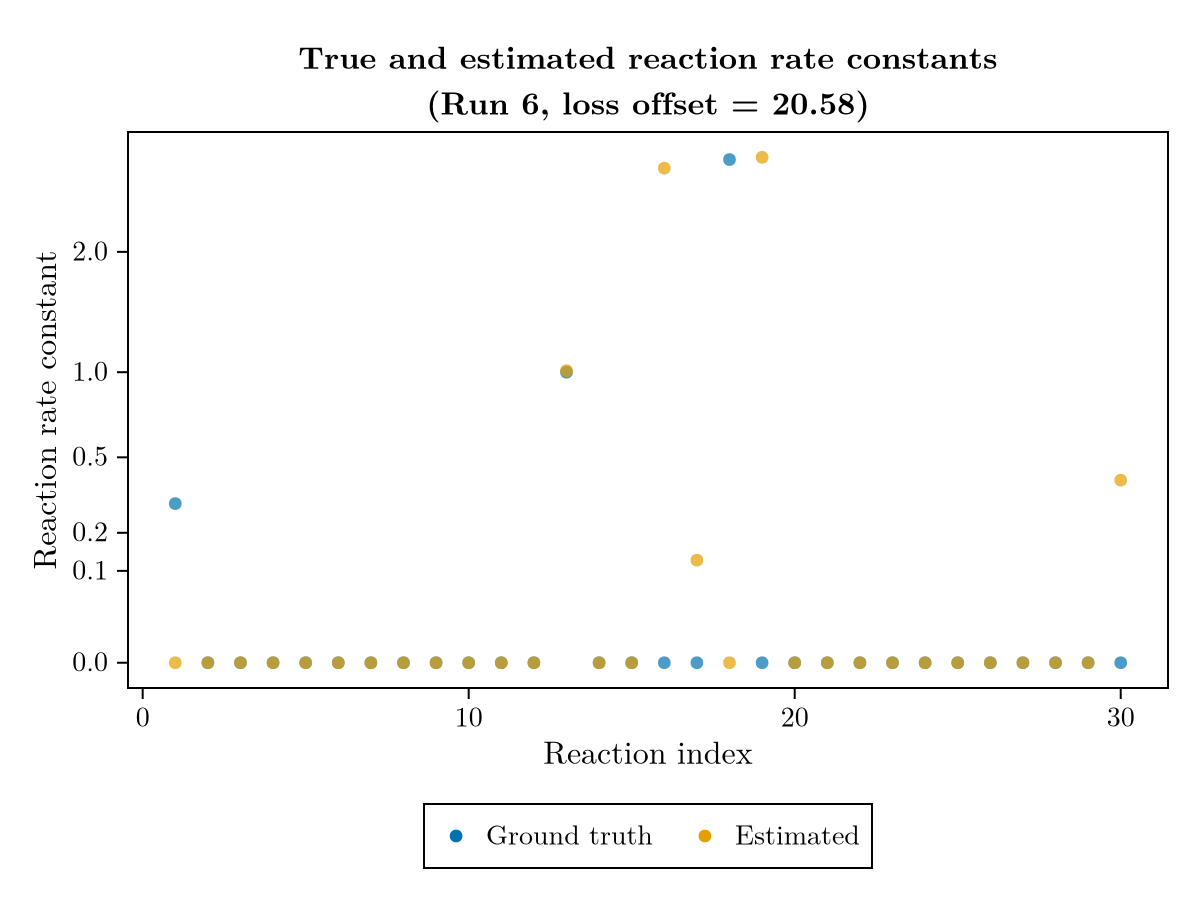 True and estimated reaction rate constants
(Run 6, loss offset = 20.58)
Reaction rate constant
2.0
1.0
0.5
0.2
0.1
0.0
0 10 20 30
Reaction index
Ground truth Estimated